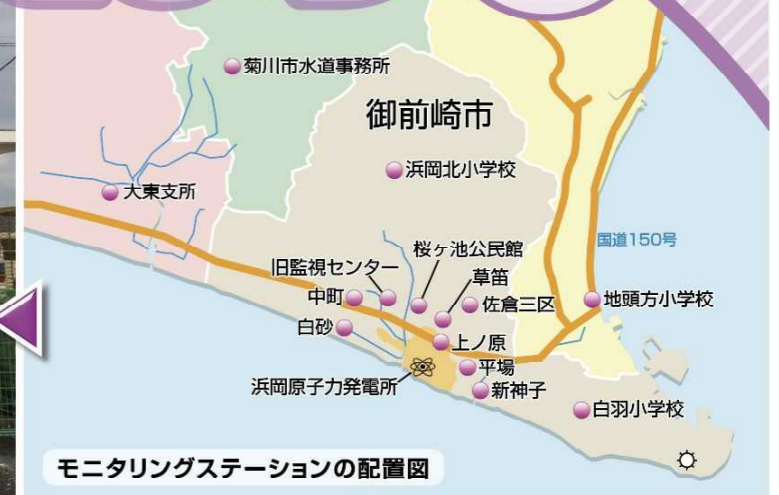 菊川市水道事務所
御前崎市
浜岡北小学校
大東支所
国道150号
桜ヶ池公民館
旧監視センター
草笛
中町
佐倉三区
地頭方小学校
白砂
上ノ原
平場
浜岡原子力発電所
新神子
白羽小学校
モニタリングステーションの配置図